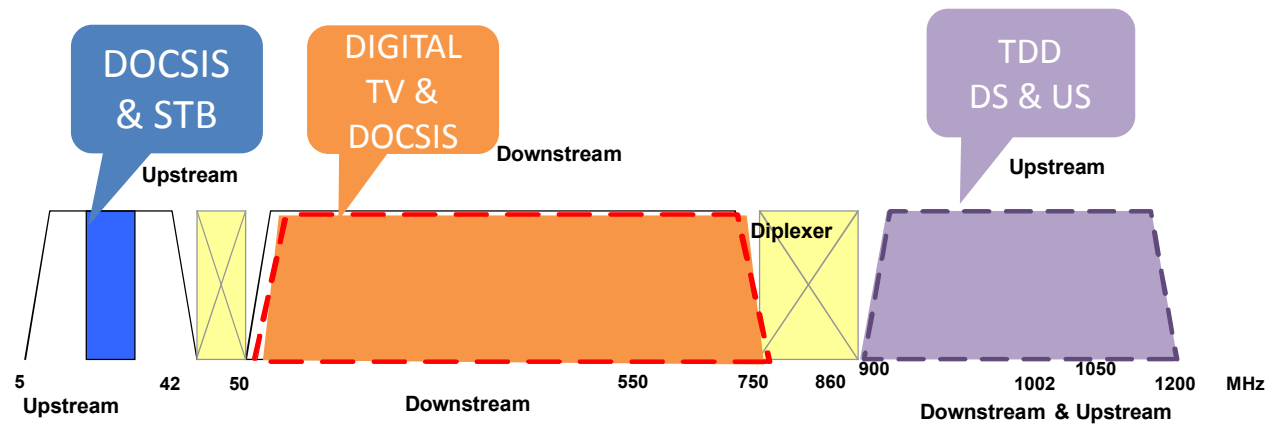 DOCSIS
& STB
DIGITAL
TV &
DOCSIS
TDD
DS & US
Upstream
Downstream
Upstream
Diplexer
5
42
50
550
750
860
900
1002
1050
1200
MHz
Upstream
Downstream
Downstream & Upstream